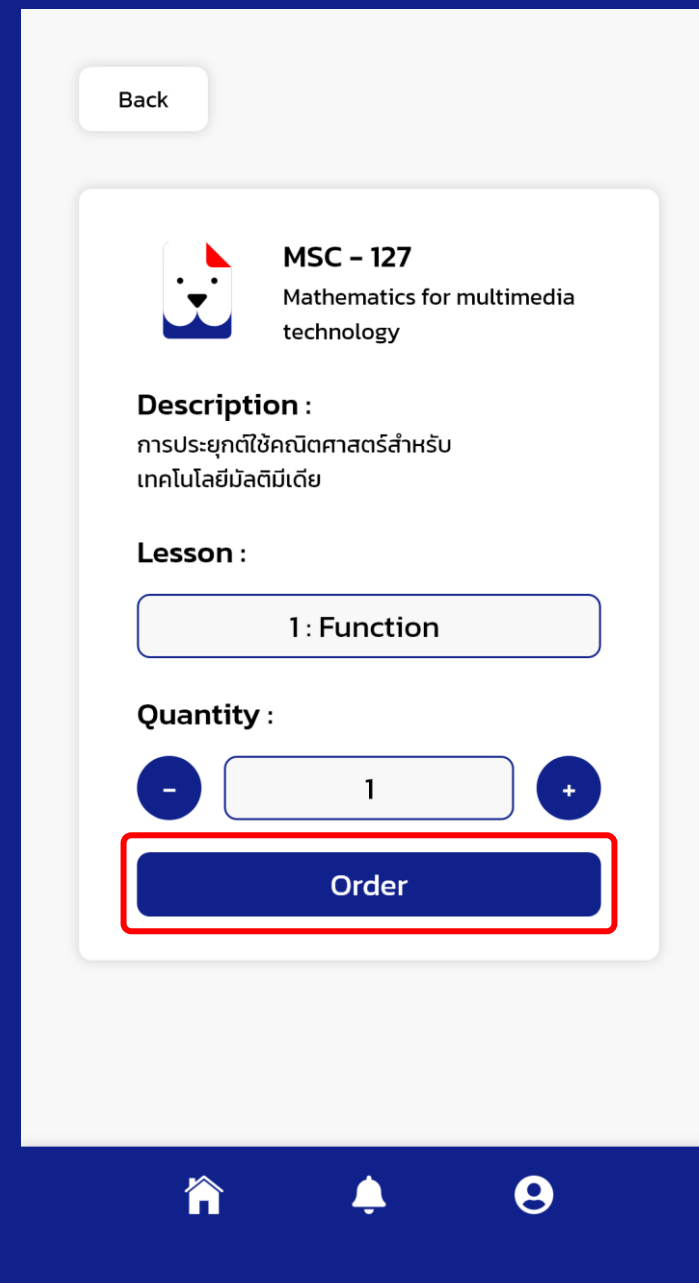 Back
MSC - 127
Mathematics for multimedia
technology
Description :
การประยุกต์ใช้คณิตศาสตร์สำหรับ
เทคโนโลยีมัลติมีเดีย
Lesson :
1 : Function
Quantity :
- 1 +
Order